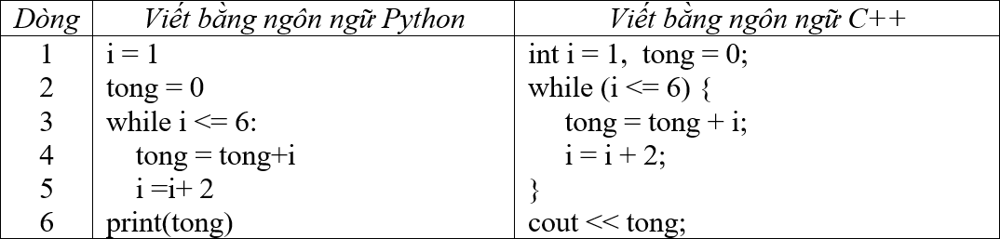 Dòng Viết bằng ngôn ngữ Python Viết bằng ngôn ngữ C++
1 i = 1 int i = 1, tong = 0;
2 tong = 0 while (i <= 6) {
3 while i <= 6: tong = tong + i;
4 tong = tong+i i = i + 2;
5 i =i+ 2 }
6 print(tong) cout << tong;